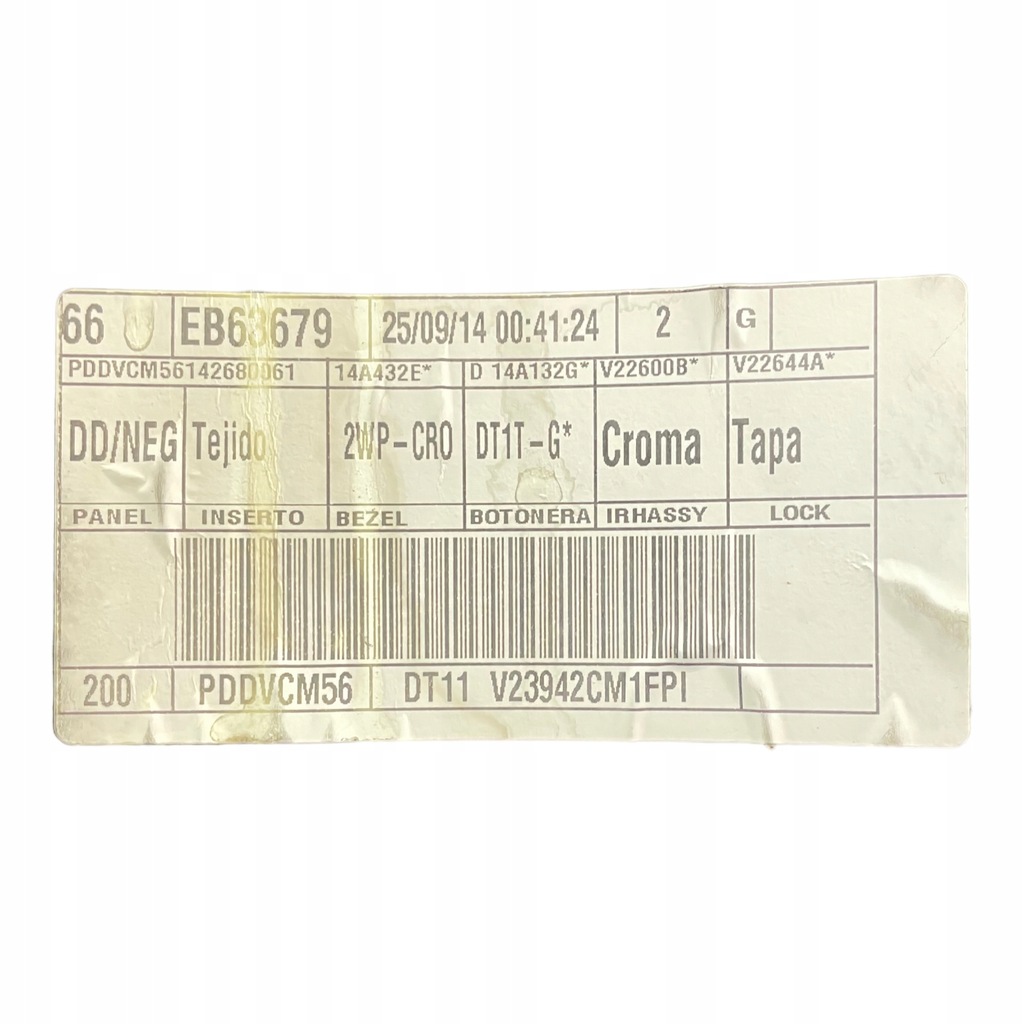 66 EB63679 25/09/14 00:41:24 2 G
PDDVCM56142680061 14A432E* D 14A132G* V22600B* V22644A*
DD/NEG Tejido 2WP-CRO DT1T-G* Croma Tapa
PANEL INSERTO BEZEL BOTONERA IRHASSY LOCK
200 PDDVCM56 DT11 V23942CM1FPI